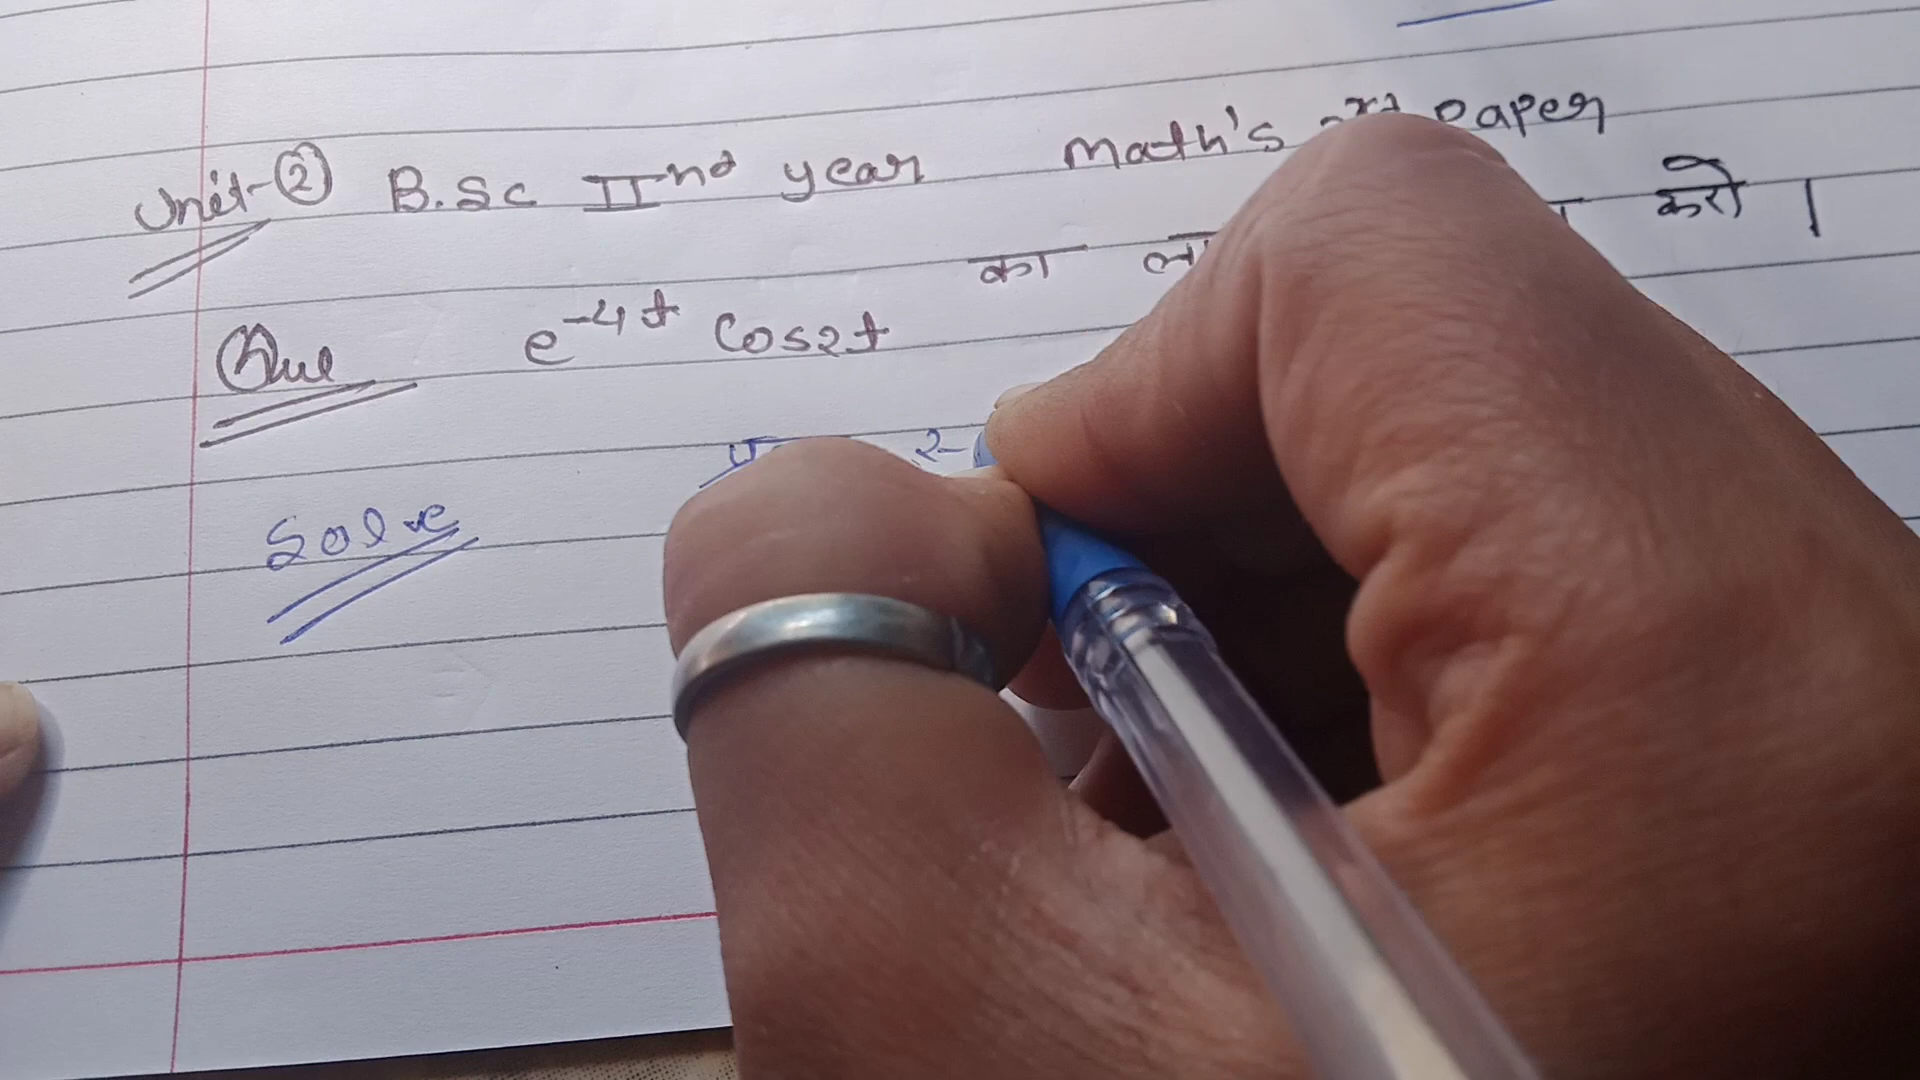 Unit-② B.Sc IInd year Math's Paper
Que e-4t Cos2t का करो ।
Solve